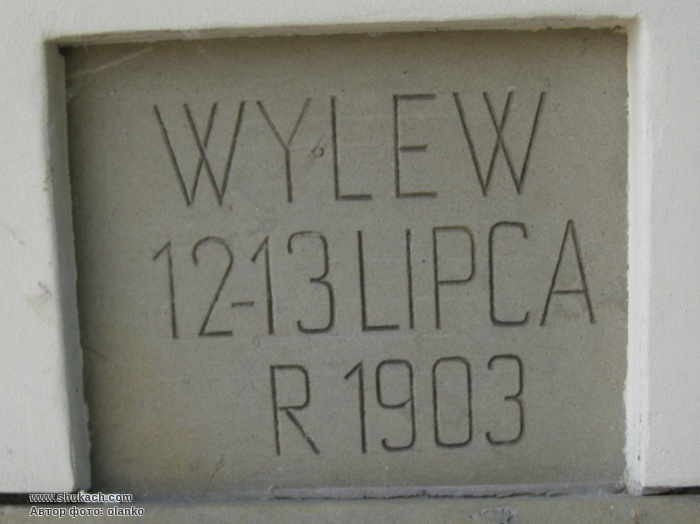 WYLEW
12-13 LIPCA
R 1903
www.shukach.com
Автор фото: olanko